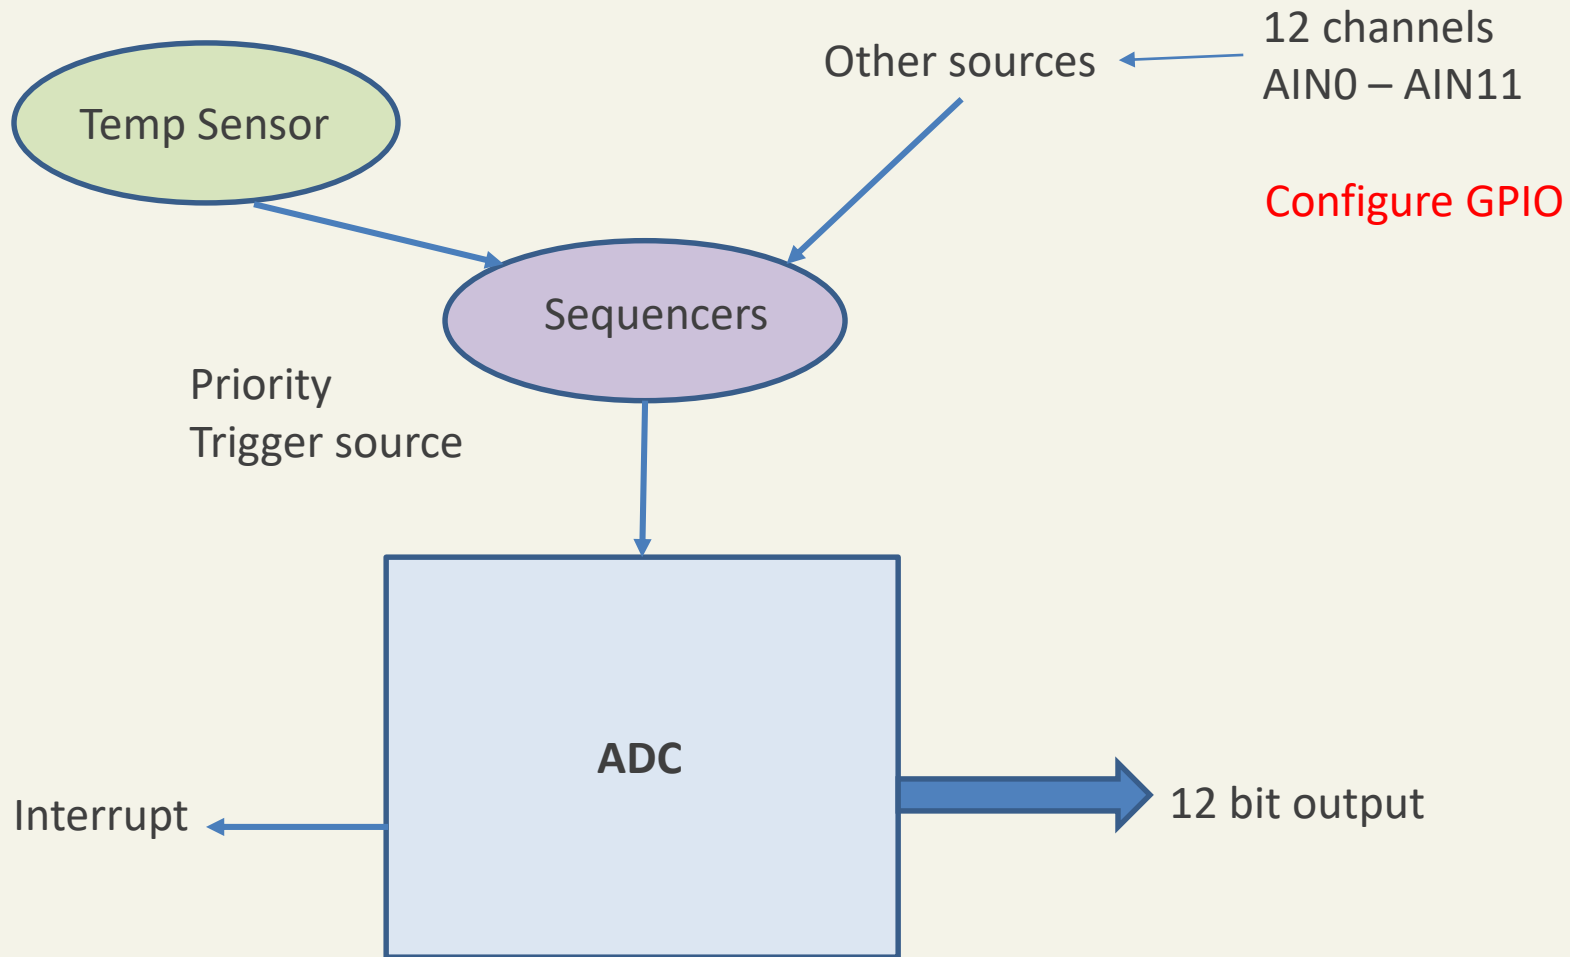 12 channels
AIN0 – AIN11
Other sources
Temp Sensor
Configure GPIO
Sequencers
Priority
Trigger source
ADC
Interrupt
12 bit output